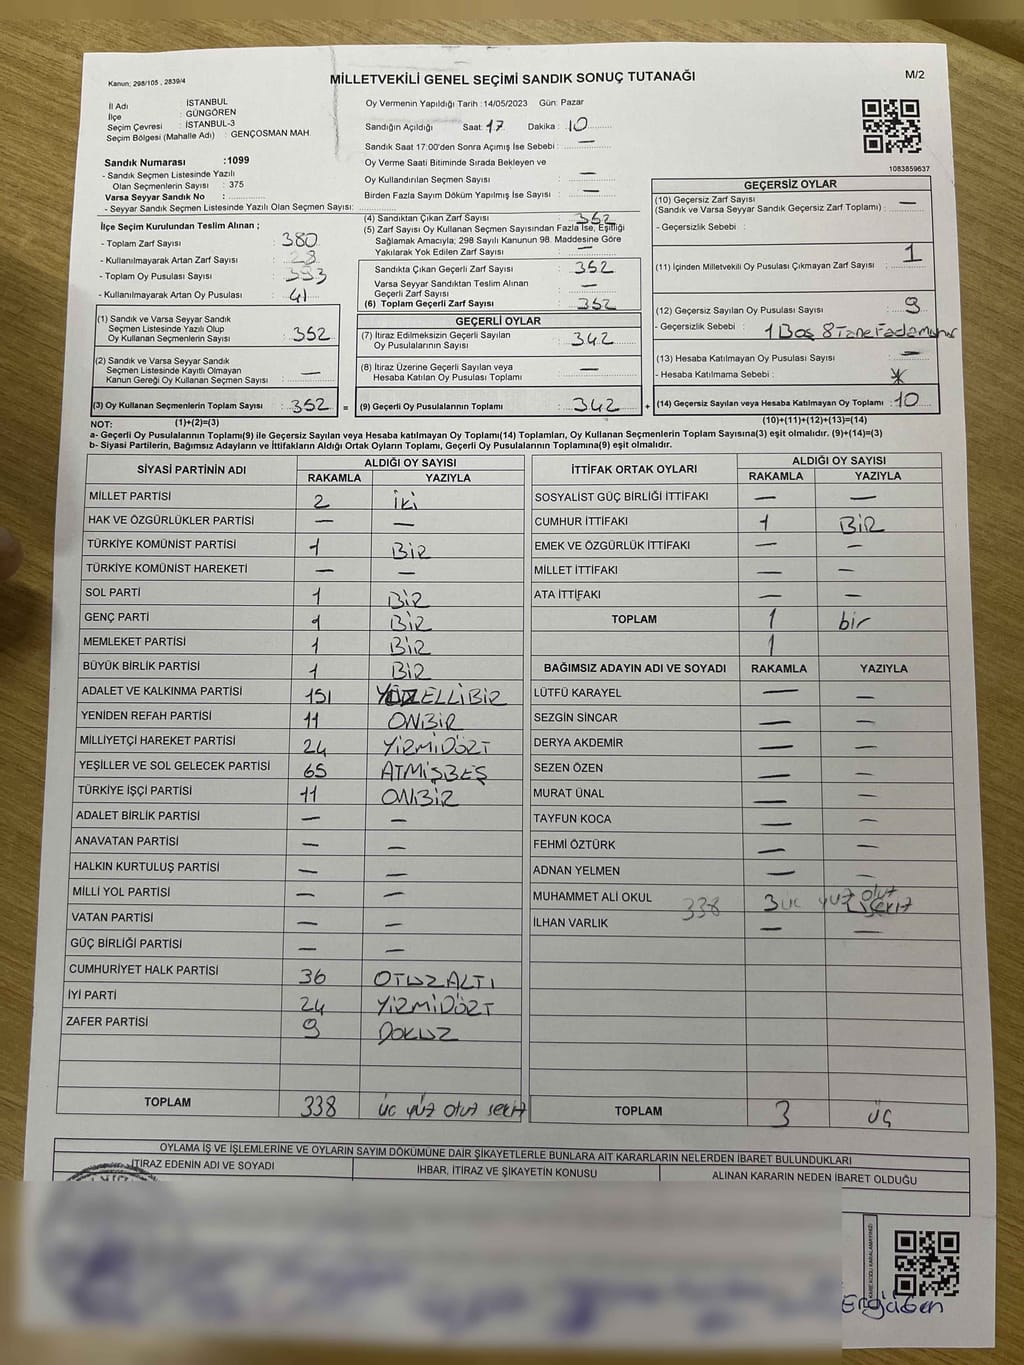 Kanun: 298/105 , 2839/4
MİLLETVEKİLİ GENEL SEÇİMİ SANDIK SONUÇ TUTANAĞI
M/2
İl Adı İSTANBUL
İlçe : GÜNGÖREN
Seçim Çevresi : İSTANBUL-3
Seçim Bölgesi (Mahalle Adı) : GENÇOSMAN MAH.
Sandık Numarası :1099
- Sandık Seçmen Listesinde Yazılı
Olan Seçmenlerin Sayısı : 375
Varsa Seyyar Sandık No :
- Seyyar Sandık Seçmen Listesinde Yazılı Olan Seçmen Sayısı:
Oy Vermenin Yapıldığı Tarih :14/05/2023 Gün: Pazar
Sandığın Açıldığı Saat: 17 Dakika : 10
Sandık Saat 17:00'den Sonra Açımış İse Sebebi : —
Oy Verme Saati Bitiminde Sırada Bekleyen ve
Oy Kullandırılan Seçmen Sayısı —
Birden Fazla Sayım Döküm Yapılmış İse Sayısı —
1083859637
İlçe Seçim Kurulundan Teslim Alınan ;
- Toplam Zarf Sayısı : 380
- Kullanılmayarak Artan Zarf Sayısı : 28
- Toplam Oy Pusulası Sayısı : 393
- Kullanılmayarak Artan Oy Pusulası : 41
(1) Sandık ve Varsa Seyyar Sandık
Seçmen Listesinde Yazılı Olup
Oy Kullanan Seçmenlerin Sayısı : 352
(2) Sandık ve Varsa Seyyar Sandık
Seçmen Listesinde Kayıtlı Olmayan
Kanun Gereği Oy Kullanan Seçmen Sayısı : —
(3) Oy Kullanan Seçmenlerin Toplam Sayısı : 352 =
(4) Sandıktan Çıkan Zarf Sayısı : 352
(5) Zarf Sayısı Oy Kullanan Seçmen Sayısından Fazla İse, Eşitliği
Sağlamak Amacıyla; 298 Sayılı Kanunun 98. Maddesine Göre
Yakılarak Yok Edilen Zarf Sayısı : —
Sandıkta Çıkan Geçerli Zarf Sayısı : 352
Varsa Seyyar Sandıktan Teslim Alınan
Geçerli Zarf Sayısı : —
(6) Toplam Geçerli Zarf Sayısı : 352
GEÇERLİ OYLAR
(7) İtiraz Edilmeksizin Geçerli Sayılan
Oy Pusulalarının Sayısı : 342
(8) İtiraz Üzerine Geçerli Sayılan veya
Hesaba Katılan Oy Pusulası Toplamı : —
(9) Geçerli Oy Pusulalarının Toplamı : 342 +
GEÇERSİZ OYLAR
(10) Geçersiz Zarf Sayısı
(Sandık ve Varsa Seyyar Sandık Geçersiz Zarf Toplamı) : —
- Geçersizlik Sebebi :
(11) İçinden Milletvekili Oy Pusulası Çıkmayan Zarf Sayısı : 1
(12) Geçersiz Sayılan Oy Pusulası Sayısı : 9
- Geçersizlik Sebebi : 1 Boş 8 Tane
(13) Hesaba Katılmayan Oy Pusulası Sayısı : —
- Hesaba Katılmama Sebebi :
(14) Geçersiz Sayılan veya Hesaba Katılmayan Oy Toplamı : 10
NOT: (1)+(2)=(3) (10)+(11)+(12)+(13)=(14)
a- Geçerli Oy Pusulalarının Toplamı(9) ile Geçersiz Sayılan veya Hesaba katılmayan Oy Toplamı(14) Toplamları, Oy Kullanan Seçmenlerin Toplam Sayısına(3) eşit olmalıdır. (9)+(14)=(3)
b- Siyasi Partilerin, Bağımsız Adayların ve İttifakların Aldığı Ortak Oyların Toplamı, Geçerli Oy Pusulalarının Toplamına(9) eşit olmalıdır.
SİYASİ PARTİNİN ADI ALDIĞI OY SAYISI
RAKAMLA YAZIYLA
MİLLET PARTİSİ 2 iki
HAK VE ÖZGÜRLÜKLER PARTİSİ — —
TÜRKİYE KOMÜNİST PARTİSİ 1 BİR
TÜRKİYE KOMÜNİST HAREKETİ — —
SOL PARTİ 1 BİR
GENÇ PARTİ 1 BİR
MEMLEKET PARTİSİ 1 BİR
BÜYÜK BİRLİK PARTİSİ 1 BİR
ADALET VE KALKINMA PARTİSİ 151 YÜZELLİBİR
YENİDEN REFAH PARTİSİ 11 ONBİR
MİLLİYETÇİ HAREKET PARTİSİ 24 YİRMİDÖRT
YEŞİLLER VE SOL GELECEK PARTİSİ 65 ATMIŞBEŞ
TÜRKİYE İŞÇİ PARTİSİ 11 ONBİR
ADALET BİRLİK PARTİSİ — —
ANAVATAN PARTİSİ — —
HALKIN KURTULUŞ PARTİSİ — —
MİLLİ YOL PARTİSİ — —
VATAN PARTİSİ — —
GÜÇ BİRLİĞİ PARTİSİ — —
CUMHURİYET HALK PARTİSİ 36 OTUZALTI
İYİ PARTİ 24 YİRMİDÖRT
ZAFER PARTİSİ 9 DOKUZ
TOPLAM 338 üç yüz otuz sekiz
İTTİFAK ORTAK OYLARI ALDIĞI OY SAYISI
RAKAMLA YAZIYLA
SOSYALİST GÜÇ BİRLİĞİ İTTİFAKI — —
CUMHUR İTTİFAKI 1 BİR
EMEK VE ÖZGÜRLÜK İTTİFAKI — —
MİLLET İTTİFAKI — —
ATA İTTİFAKI — —
TOPLAM 1 bir
1
BAĞIMSIZ ADAYIN ADI VE SOYADI RAKAMLA YAZIYLA
LÜTFÜ KARAYEL — —
SEZGİN SİNCAR — —
DERYA AKDEMİR — —
SEZEN ÖZEN — —
MURAT ÜNAL — —
TAYFUN KOCA — —
FEHMİ ÖZTÜRK — —
ADNAN YELMEN — —
MUHAMMET ALİ OKUL 338 3 üç yüz otuz sekiz
İLHAN VARLIK — —
TOPLAM 3 üç
OYLAMA İŞ VE İŞLEMLERİNE VE OYLARIN SAYIM DÖKÜMÜNE DAİR ŞİKAYETLERLE BUNLARA AİT KARARLARIN NELERDEN İBARET BULUNDUKLARI
İTİRAZ EDENİN ADI VE SOYADI İHBAR, İTİRAZ VE ŞİKAYETİN KONUSU ALINAN KARARIN NEDEN İBARET OLDUĞU